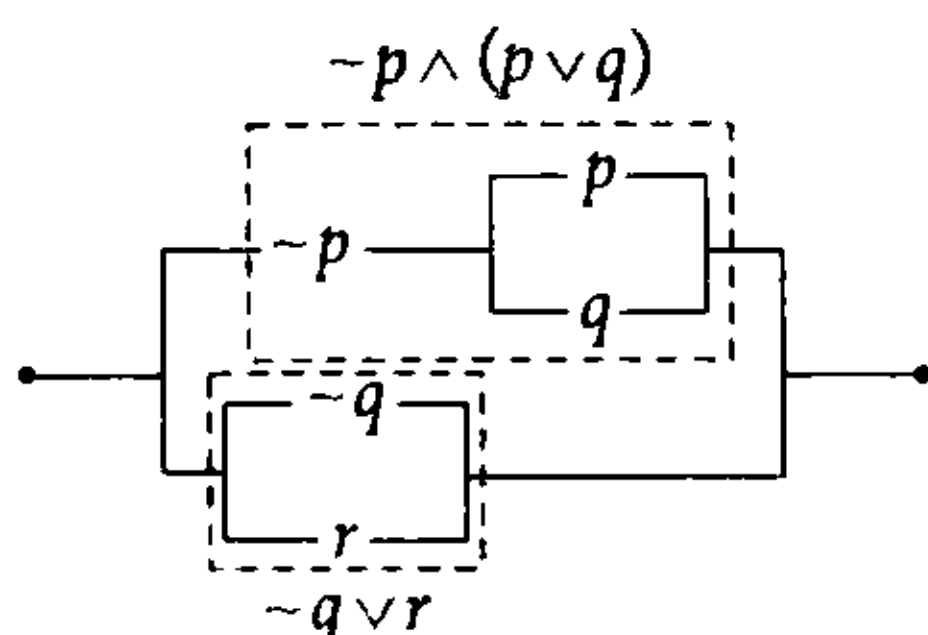 ~p ∧ (p ∨ q)
p
~p
q
~q
r
~q ∨ r